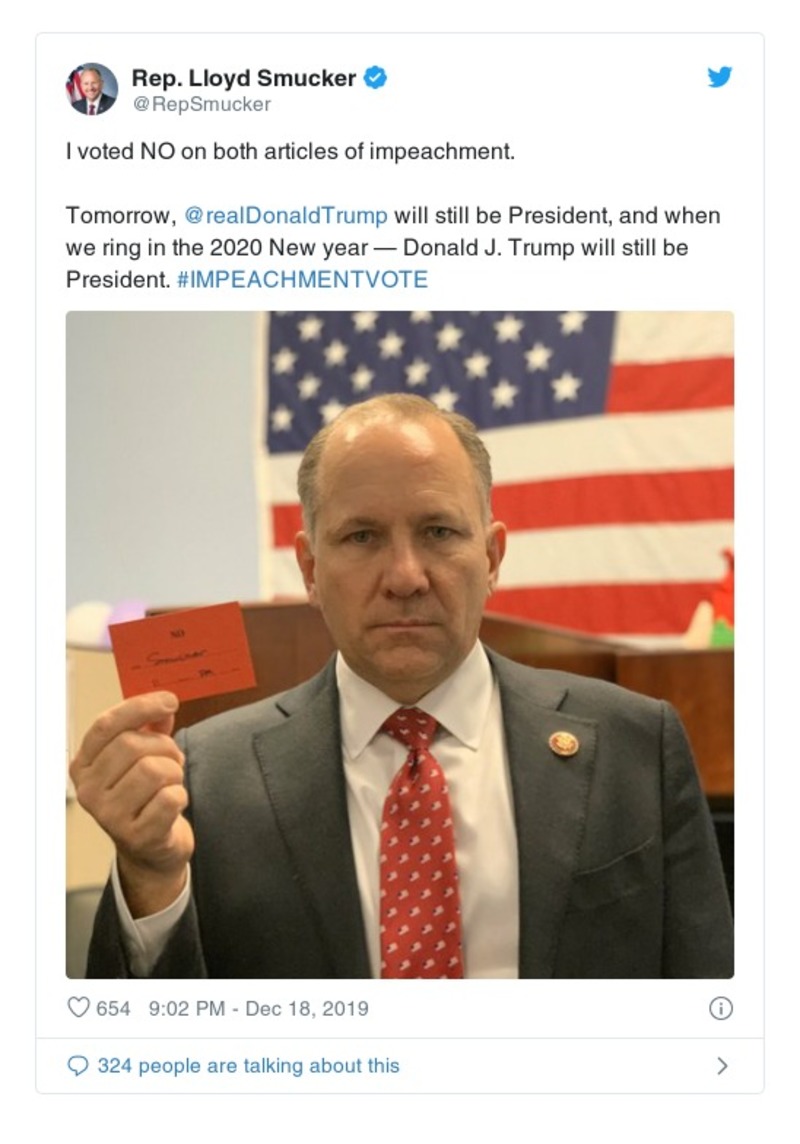 Rep. Lloyd Smucker
@RepSmucker
I voted NO on both articles of impeachment.
Tomorrow, @realDonaldTrump will still be President, and when
we ring in the 2020 New year — Donald J. Trump will still be
President. #IMPEACHMENTVOTE
NO
Smucker
PA
654 9:02 PM - Dec 18, 2019
324 people are talking about this